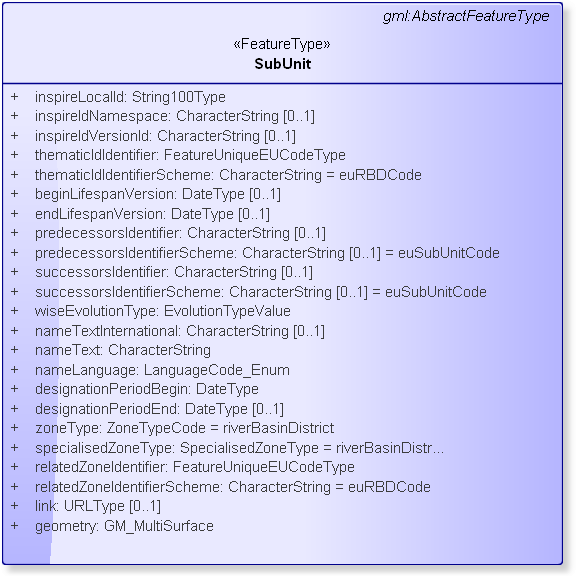 gml:AbstractFeatureType
«FeatureType»
SubUnit
+ inspireLocalId: String100Type
+ inspireIdNamespace: CharacterString [0..1]
+ inspireIdVersionId: CharacterString [0..1]
+ thematicIdIdentifier: FeatureUniqueEUCodeType
+ thematicIdIdentifierScheme: CharacterString = euRBDCode
+ beginLifespanVersion: DateType [0..1]
+ endLifespanVersion: DateType [0..1]
+ predecessorsIdentifier: CharacterString [0..1]
+ predecessorsIdentifierScheme: CharacterString [0..1] = euSubUnitCode
+ successorsIdentifier: CharacterString [0..1]
+ successorsIdentifierScheme: CharacterString [0..1] = euSubUnitCode
+ wiseEvolutionType: EvolutionTypeValue
+ nameTextInternational: CharacterString [0..1]
+ nameText: CharacterString
+ nameLanguage: LanguageCode_Enum
+ designationPeriodBegin: DateType
+ designationPeriodEnd: DateType [0..1]
+ zoneType: ZoneTypeCode = riverBasinDistrict
+ specialisedZoneType: SpecialisedZoneType = riverBasinDistr...
+ relatedZoneIdentifier: FeatureUniqueEUCodeType
+ relatedZoneIdentifierScheme: CharacterString = euRBDCode
+ link: URLType [0..1]
+ geometry: GM_MultiSurface